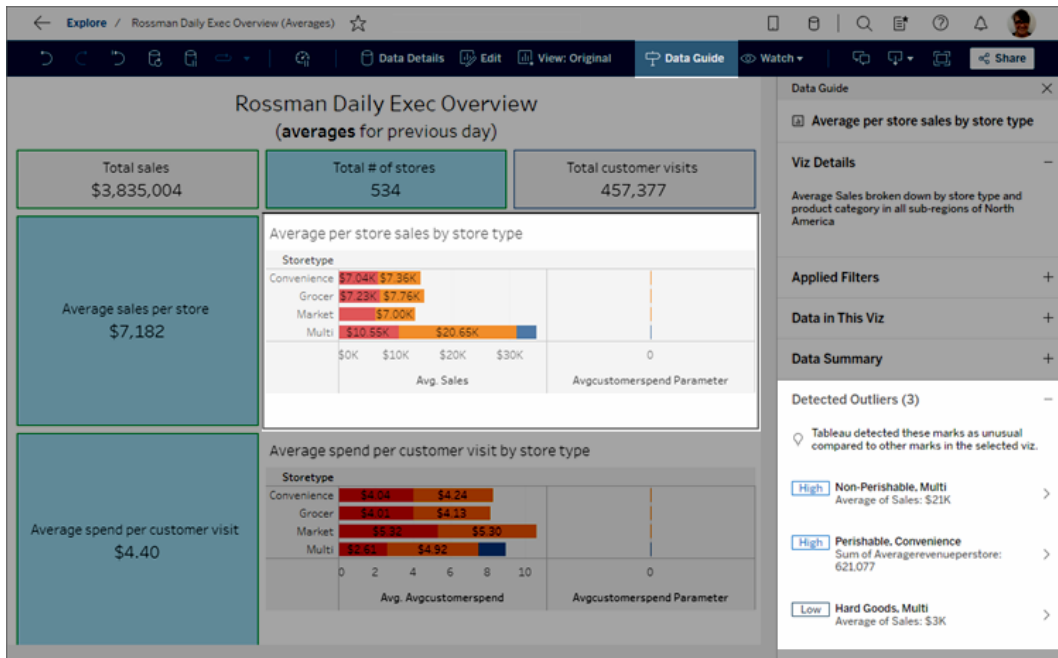 Explore / Rossman Daily Exec Overview (Averages)
Data Details Edit View: Original Data Guide Watch Share
Rossman Daily Exec Overview
(averages for previous day)
Total sales
$3,835,004
Total # of stores
534
Total customer visits
457,377
Average sales per store
$7,182
Average per store sales by store type
Storetype
Convenience $7.04K $7.36K
Grocer $7.23K $7.76K
Market $7.00K
Multi $10.55K $20.65K
$0K $10K $20K $30K 0
Avg. Sales Avgcustomerspend Parameter
Average spend per customer visit
$4.40
Average spend per customer visit by store type
Storetype
Convenience $4.04 $4.24
Grocer $4.01 $4.13
Market $5.32 $5.30
Multi $2.61 $4.92
0 2 4 6 8 10 0
Avg. Avgcustomerspend Avgcustomerspend Parameter
Data Guide
Average per store sales by store type
Viz Details
Average Sales broken down by store type and
product category in all sub-regions of North
America
Applied Filters
Data in This Viz
Data Summary
Detected Outliers (3)
Tableau detected these marks as unusual
compared to other marks in the selected viz.
High Non-Perishable, Multi
Average of Sales: $21K
High Perishable, Convenience
Sum of Averagerevenueperstore:
621,077
Low Hard Goods, Multi
Average of Sales: $3K